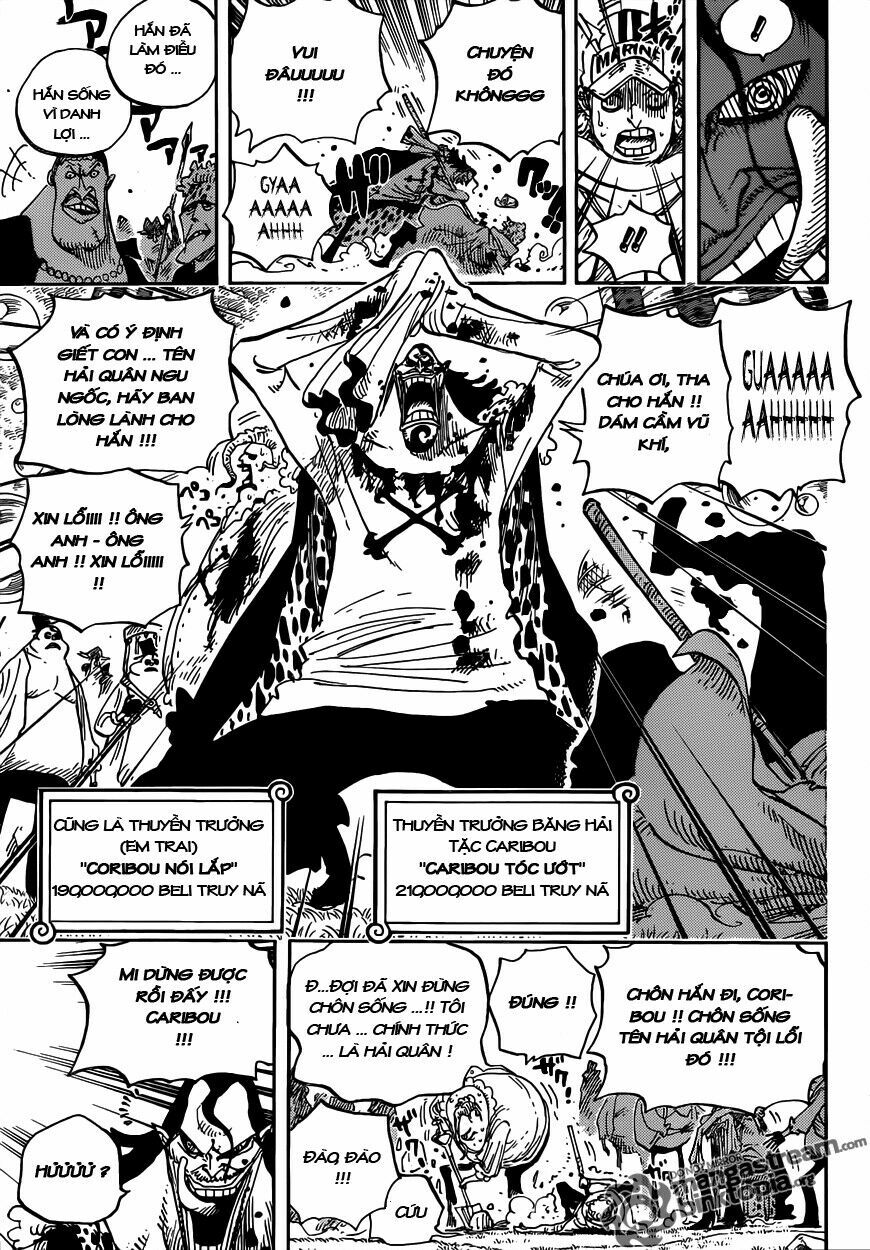 !
MARINE
!!
CHUYỆN
ĐÓ
KHÔNGGG
VUI
ĐÂUUUUU
!!!
GYAA
AAAAAA
AHHH
HẮN ĐÃ
LÀM ĐIỀU
ĐÓ ...
HẮN SỐNG
VÌ DANH
LỢI ...
GUAAAAA
AAHHHHHH
CHÚA ƠI, THA
CHO HẮN !!
DÁM CẦM VŨ
KHÍ,
VÀ CÓ Ý ĐỊNH
GIẾT CON ... TÊN
HẢI QUÂN NGU
NGỐC, HÃY BAN
LÒNG LÀNH CHO
HẮN !!!
XIN LỖIIII !! ÔNG
ANH - ÔNG
ANH !! XIN LỖIIIII
!!
THUYỀN TRƯỞNG BĂNG HẢI
TẶC CARIBOU
"CARIBOU TÓC ƯỚT"
210,000,000 BELI TRUY NÃ
CŨNG LÀ THUYỀN TRƯỞNG
(EM TRAI)
"CORIBOU NÓI LẮP"
190,000,000 BELI TRUY NÃ
CHÔN HẮN ĐI, CORI-
BOU !! CHÔN SỐNG
TÊN HẢI QUÂN TỘI LỖI
ĐÓ !!!
ĐÚNG !!
Đ...ĐỢI ĐÃ XIN ĐỪNG
CHÔN SỐNG ...!! TÔI
CHƯA ... CHÍNH THỨC
... LÀ HẢI QUÂN !
ĐÀO, ĐÀO
!!!
CỨU
MI DỪNG ĐƯỢC
RỒI ĐẤY !!!
CARIBOU
!!!
HỬỬỬỬ ?
mangastream.com